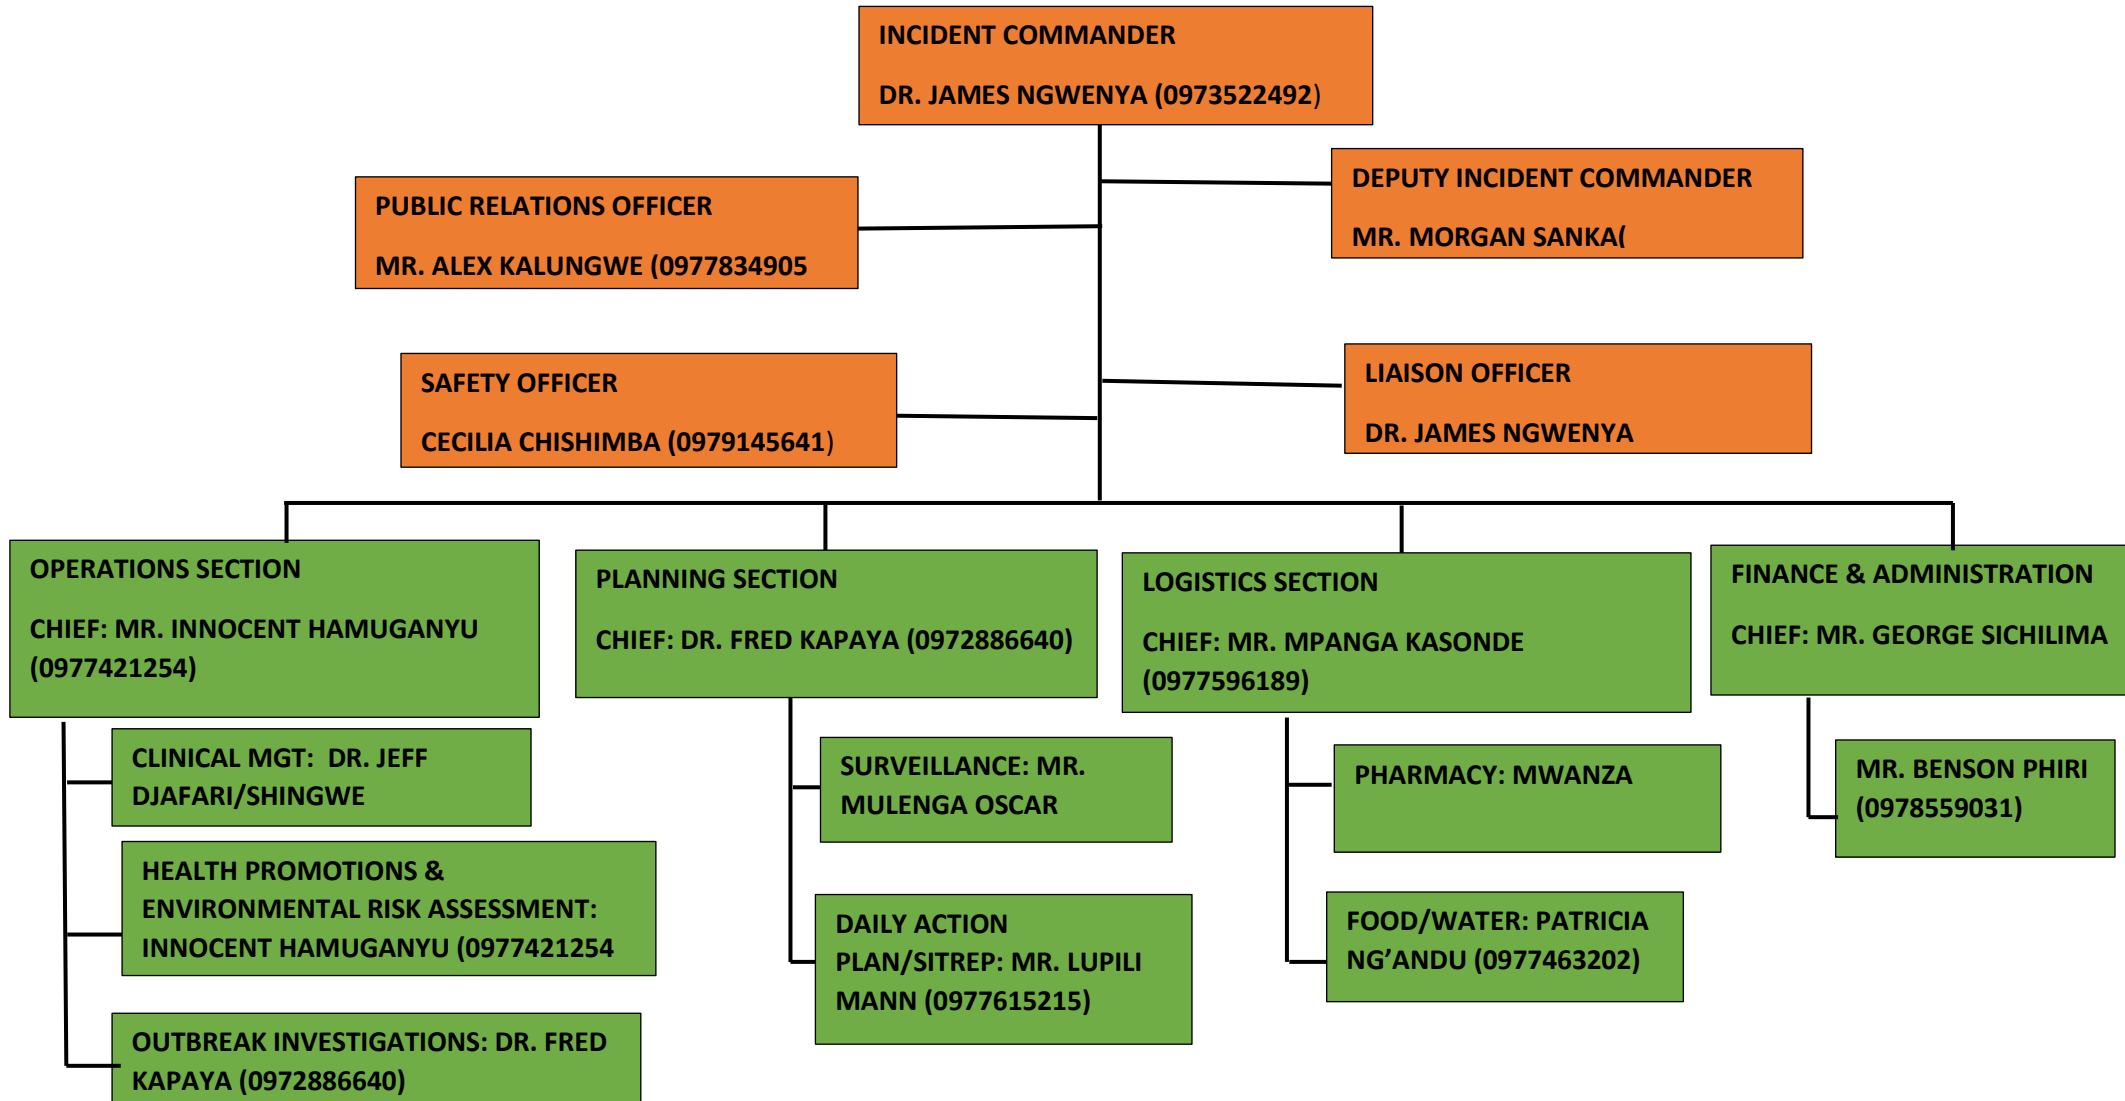 INCIDENT COMMANDER
DR. JAMES NGWENYA (0973522492)
DEPUTY INCIDENT COMMANDER
MR. MORGAN SANKA(
PUBLIC RELATIONS OFFICER
MR. ALEX KALUNGWE (0977834905
LIAISON OFFICER
DR. JAMES NGWENYA
SAFETY OFFICER
CECILIA CHISHIMBA (0979145641)
OPERATIONS SECTION
CHIEF: MR. INNOCENT HAMUGANYU
(0977421254)
CLINICAL MGT:  DR. JEFF
DJAFARI/SHINGWE
HEALTH PROMOTIONS &
ENVIRONMENTAL RISK ASSESSMENT:
INNOCENT HAMUGANYU (0977421254
OUTBREAK INVESTIGATIONS: DR. FRED
KAPAYA (0972886640)
PLANNING SECTION
CHIEF: DR. FRED KAPAYA (0972886640)
SURVEILLANCE: MR.
MULENGA OSCAR
DAILY ACTION
PLAN/SITREP: MR. LUPILI
MANN (0977615215)
LOGISTICS SECTION
CHIEF: MR. MPANGA KASONDE
(0977596189)
PHARMACY: MWANZA
FOOD/WATER: PATRICIA
NG’ANDU (0977463202)
FINANCE & ADMINISTRATION
CHIEF: MR. GEORGE SICHILIMA
MR. BENSON PHIRI
(0978559031)